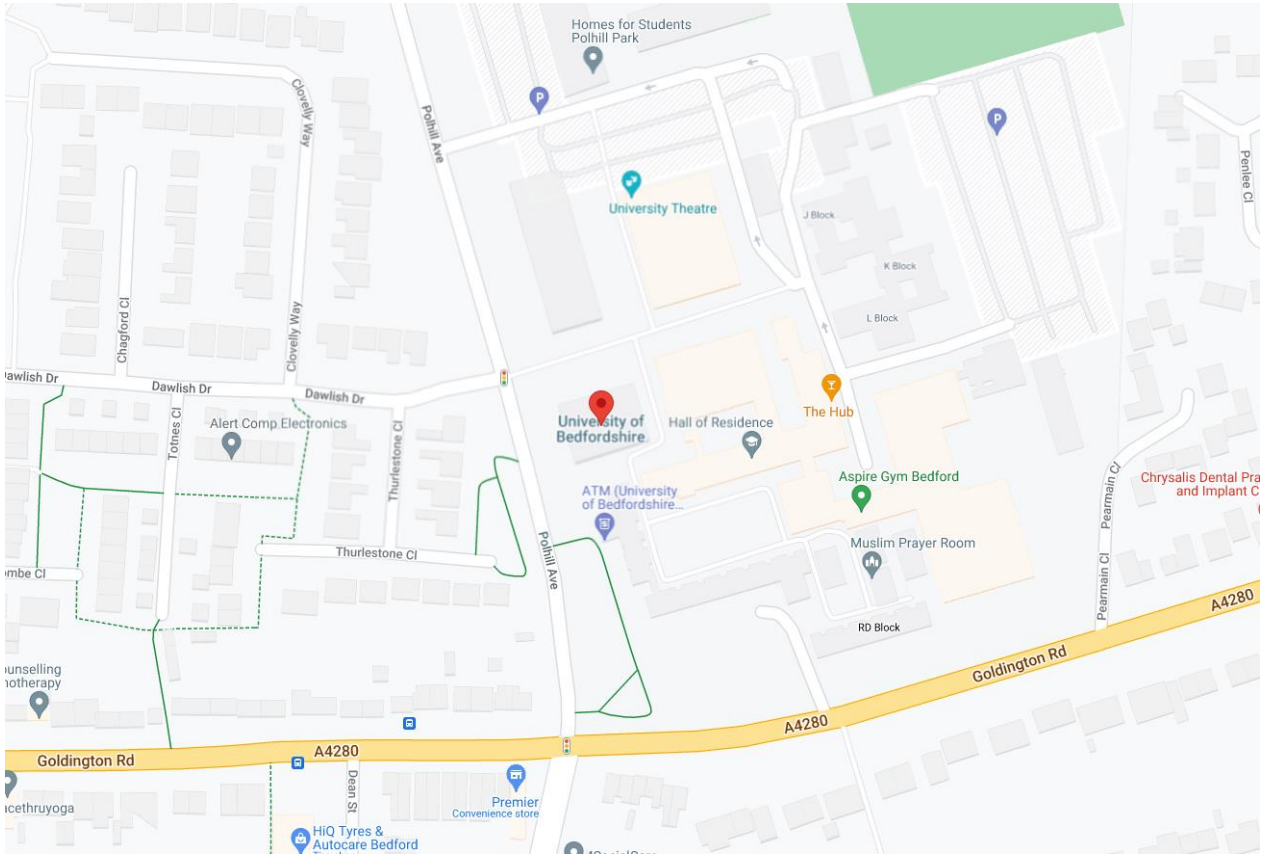 Homes for Students
Polhill Park
P
Clovelly Way
Polhill Ave
P
Penlee Cl
University Theatre
J Block
K Block
L Block
Chagford Cl
Clovelly Way
Dawlish Dr
Dawlish Dr
Dawlish Dr
The Hub
Totnes Cl
Alert Comp Electronics
Thurlestone Cl
University of
Bedfordshire
Hall of Residence
Aspire Gym Bedford
Chrysalis Dental Pra
and Implant C
ATM (University
of Bedfordshire...
Pearmain Cl
Polhill Ave
Thurlestone Cl
Muslim Prayer Room
ombe Cl
Pearmain Cl
A4280
RD Block
Goldington Rd
ounselling
hotherapy
A4280
Goldington Rd
A4280
Dean St
Premier
Convenience store
acethruyoga
HiQ Tyres &
Autocare Bedford